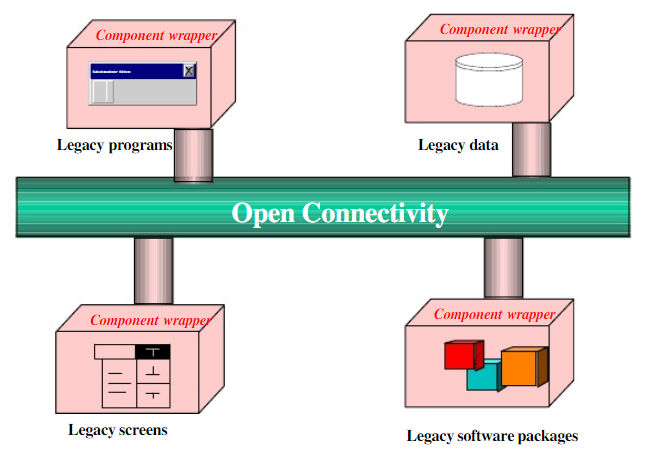 Component wrapper
Component wrapper
X
Legacy programs
Legacy data
Open Connectivity
Component wrapper
Component wrapper
Legacy screens
Legacy software packages